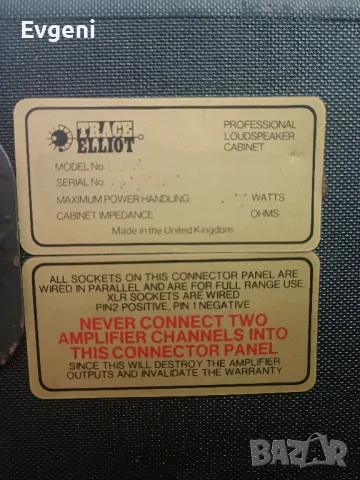 Evgeni
TRACE
ELLIOT
PROFESSIONAL
LOUDSPEAKER
CABINET
MODEL No.
SERIAL No.
MAXIMUM POWER HANDLING WATTS
CABINET IMPEDANCE OHMS
Made in the United Kingdom
ALL SOCKETS ON THIS CONNECTOR PANEL ARE
WIRED IN PARALLEL AND ARE FOR FULL RANGE USE.
XLR SOCKETS ARE WIRED
PIN2 POSITIVE, PIN 1 NEGATIVE
NEVER CONNECT TWO
AMPLIFIER CHANNELS INTO
THIS CONNECTOR PANEL
SINCE THIS WILL DESTROY THE AMPLIFIER
OUTPUTS AND INVALIDATE THE WARRANTY
BAZAR